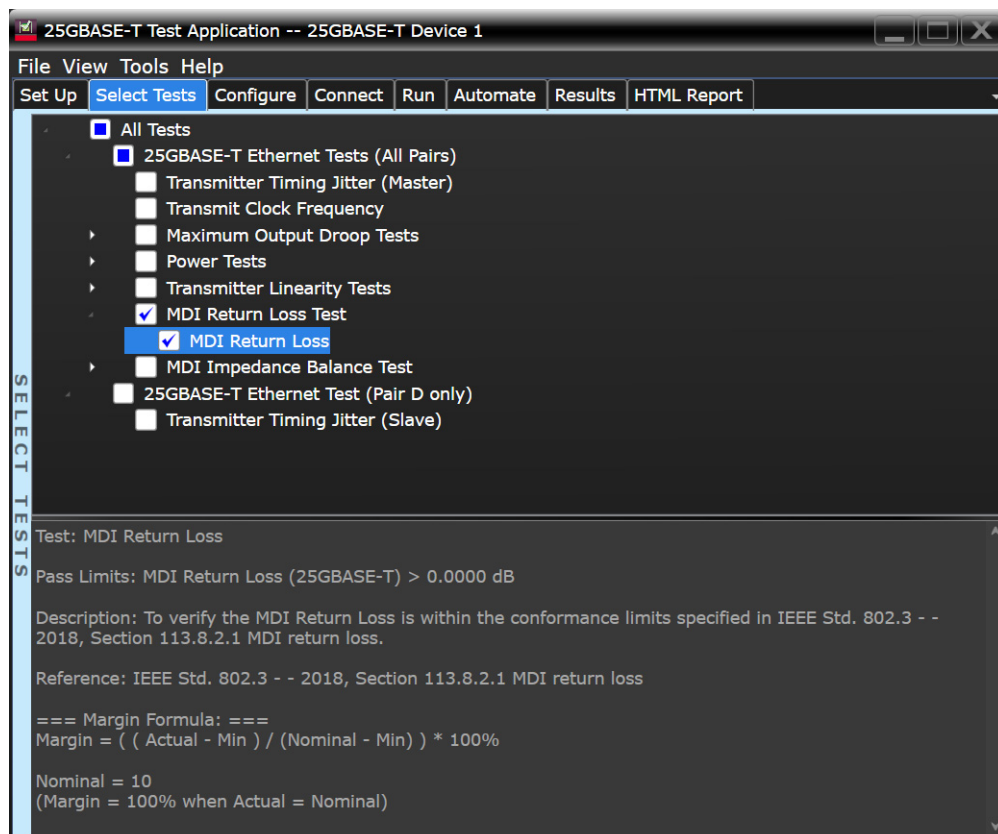 25GBASE-T Test Application -- 25GBASE-T Device 1
File View Tools Help
Set Up Select Tests Configure Connect Run Automate Results HTML Report
All Tests
25GBASE-T Ethernet Tests (All Pairs)
Transmitter Timing Jitter (Master)
Transmit Clock Frequency
Maximum Output Droop Tests
Power Tests
Transmitter Linearity Tests
MDI Return Loss Test
MDI Return Loss
MDI Impedance Balance Test
25GBASE-T Ethernet Test (Pair D only)
Transmitter Timing Jitter (Slave)
SELECT TESTS
Test: MDI Return Loss
Pass Limits: MDI Return Loss (25GBASE-T) > 0.0000 dB
Description: To verify the MDI Return Loss is within the conformance limits specified in IEEE Std. 802.3 - -
2018, Section 113.8.2.1 MDI return loss.
Reference: IEEE Std. 802.3 - - 2018, Section 113.8.2.1 MDI return loss
=== Margin Formula: ===
Margin = ( ( Actual - Min ) / (Nominal - Min) ) * 100%
Nominal = 10
(Margin = 100% when Actual = Nominal)